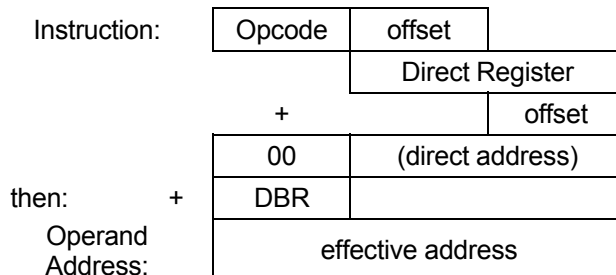 Instruction: Opcode offset
Direct Register
+ offset
00 (direct address)
then: + DBR
Operand
Address: effective address